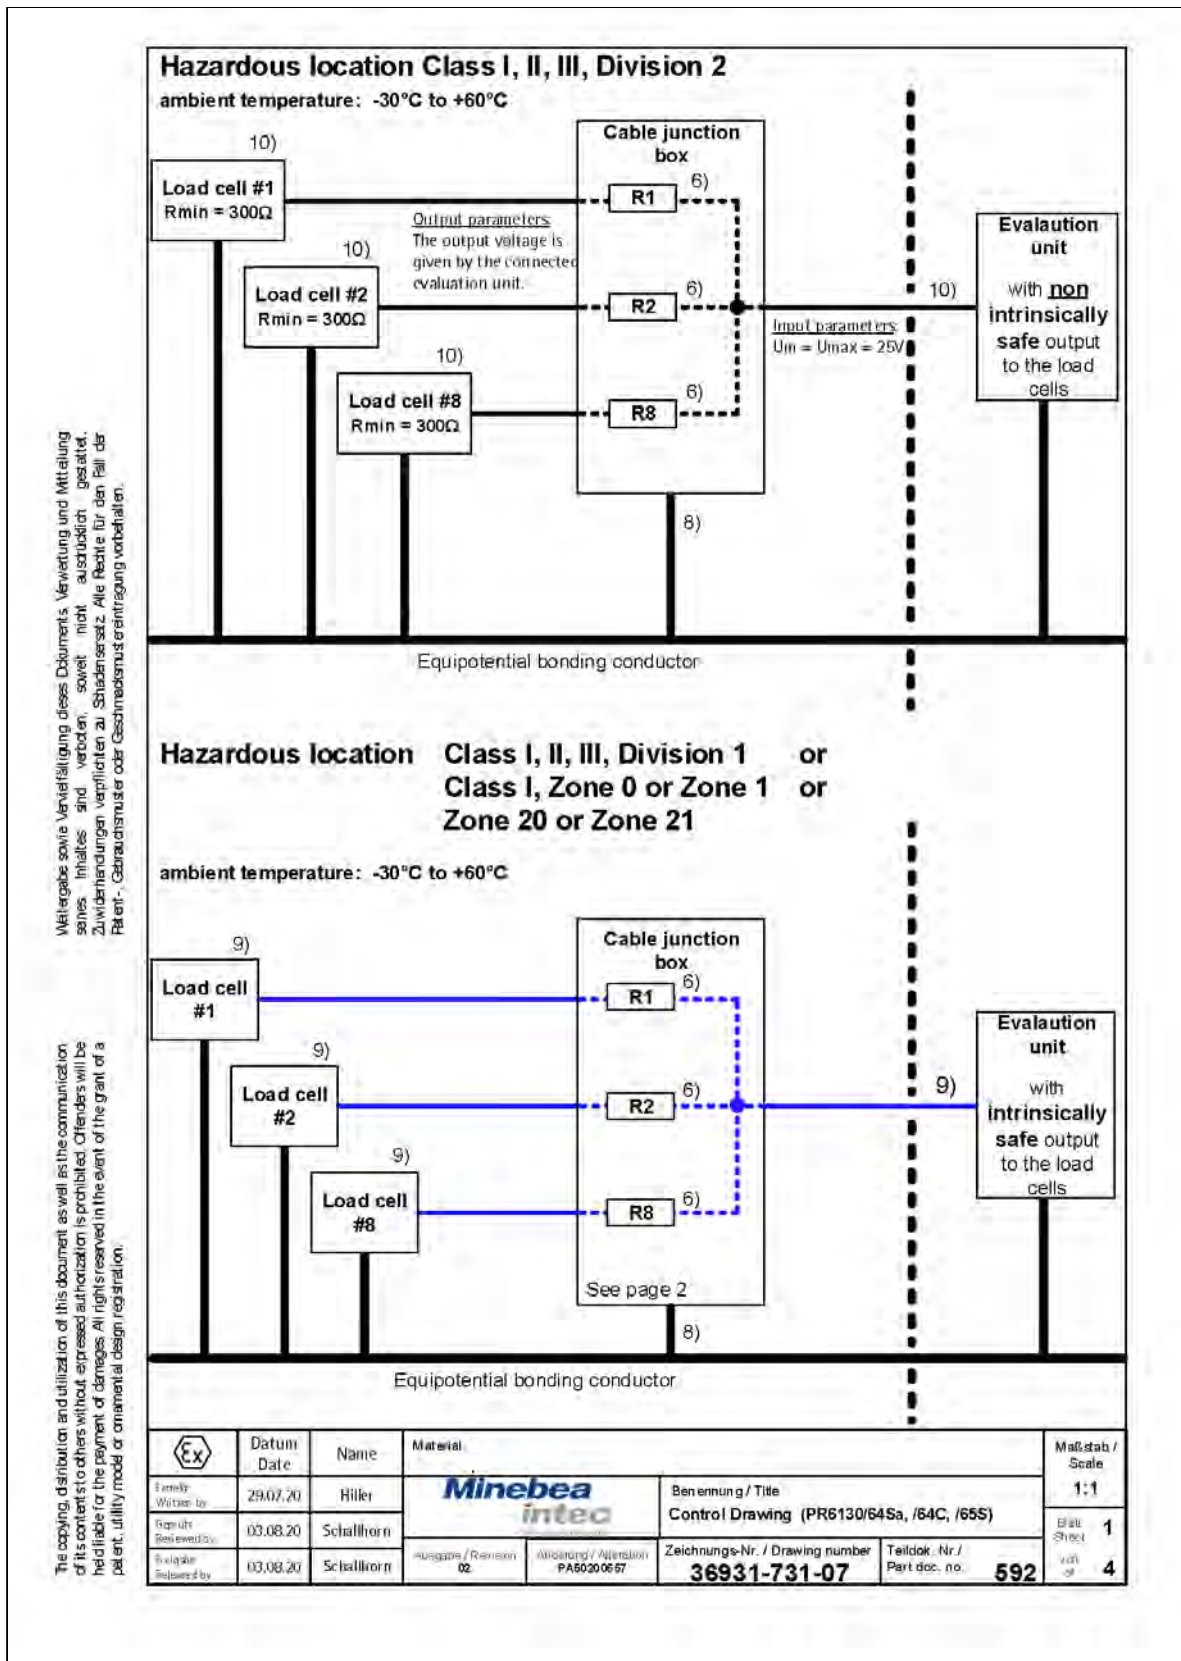 Hazardous location Class I, II, III, Division 2
ambient temperature: -30°C to +60°C
Cable junction
box
10)
Load cell #1
Rmin = 300Ω
R1
6)
Output parameters:
The output voltage is
given by the connected
evaluation unit.
10)
Load cell #2
Rmin = 300Ω
R2
6)
Input parameters:
Um = Umax = 25V
10)
Evalaution
unit
with non
intrinsically
safe output
to the load
cells
10)
Load cell #8
Rmin = 300Ω
R8
6)
8)
Equipotential bonding conductor
Hazardous location Class I, II, III, Division 1 or
Class I, Zone 0 or Zone 1 or
Zone 20 or Zone 21
ambient temperature: -30°C to +60°C
Cable junction
box
9)
Load cell
#1
R1
6)
9)
Load cell
#2
R2
6)
9)
Evalaution
unit
with
intrinsically
safe output
to the load
cells
9)
Load cell
#8
R8
6)
See page 2
8)
Equipotential bonding conductor
Weitergabe sowie Vervielfältigung dieses Dokuments, Verwertung und Mitteilung
seines Inhaltes sind verboten, soweit nicht ausdrücklich gestattet.
Zuwiderhandlungen verpflichten zu Schadensersatz. Alle Rechte für den Fall der
Patent-, Gebrauchsmuster oder Geschmacksmustereintragung vorbehalten.
The copying, distribution and utilization of this document as well as the communication
of its contents to others without expressed authorization is prohibited. Offenders will be
held liable for the payment of damages. All rights reserved in the event of the grant of a
patent, utility model or ornamental design registration.
Ex
Datum
Date
Name
Material
Maßstab /
Scale
1:1
Erstellt
Written by
29.07.20
Hiller
Minebea
intec
Benennung / Title
Control Drawing (PR6130/64Sa, /64C, /65S)
Geprüft
Reviewed by
03.08.20
Schallhorn
Blatt
Sheet
1
Freigabe
Released by
03.08.20
Schallhorn
Ausgabe / Revision
02
Alteration
PA60200667
Zeichnungs-Nr. / Drawing number
36931-731-07
Teildok. Nr./
Part doc. no.
592
von
of
4